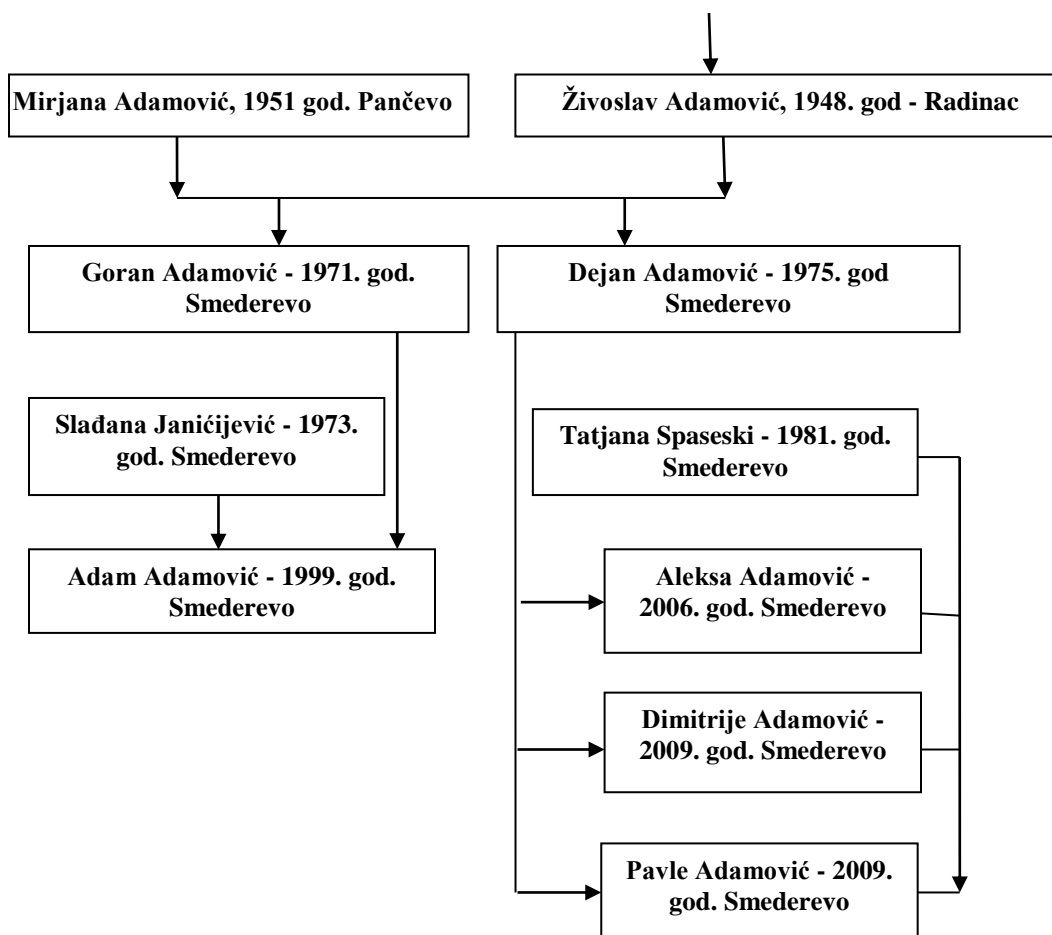 Mirjana Adamović, 1951 god. Pančevo
Živoslav Adamović, 1948. god - Radinac
Goran Adamović - 1971. god.
Smederevo
Dejan Adamović - 1975. god
Smederevo
Slađana Janićijević - 1973.
god. Smederevo
Tatjana Spaseski - 1981. god.
Smederevo
Adam Adamović - 1999. god.
Smederevo
Aleksa Adamović -
2006. god. Smederevo
Dimitrije Adamović -
2009. god. Smederevo
Pavle Adamović - 2009.
god. Smederevo